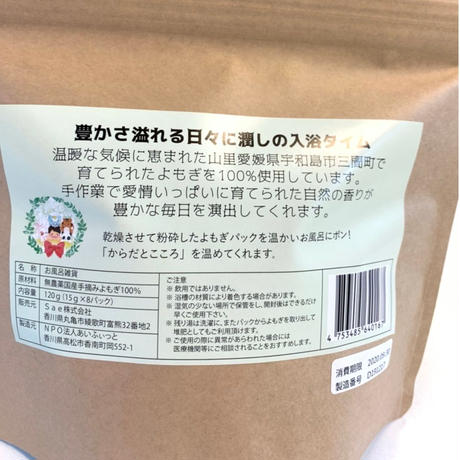 豊かさ溢れる日々に潤しの入浴タイム
温暖な気候に恵まれた山里愛媛県宇和島市三間町で
育てられたよもぎを100%使用しています。
手作業で愛情いっぱいに育てられた自然の香りが
豊かな毎日を演出してくれます。
乾燥させて粉砕したよもぎパックを温かいお風呂にポン!
「からだとこころ」を温めてくれます。
名称 お風呂雑貨
原材料 無農薬国産手摘みよもぎ100%
内容量 120g(15g×8パック)
販売元 Sae株式会社
香川県丸亀市綾歌町富熊32番地2
製造元 NPO法人あいふぃっと
香川県高松市香南町岡552-1
ご注意
※飲用ではありません。
※浴槽の材質により着色する場合があります。
※湿気の少ない場所で保管をし、開封後はできるだけ
早くご使用ください。
※残り湯は洗濯に、またパックからよもぎを取り出して
堆肥としてもご利用頂けます。
※ご使用の際に異常があらわれた場合には
医療機関等にご相談されることをおすすめします。
4 753485 640167
消費期限 2020.05.30
製造番号